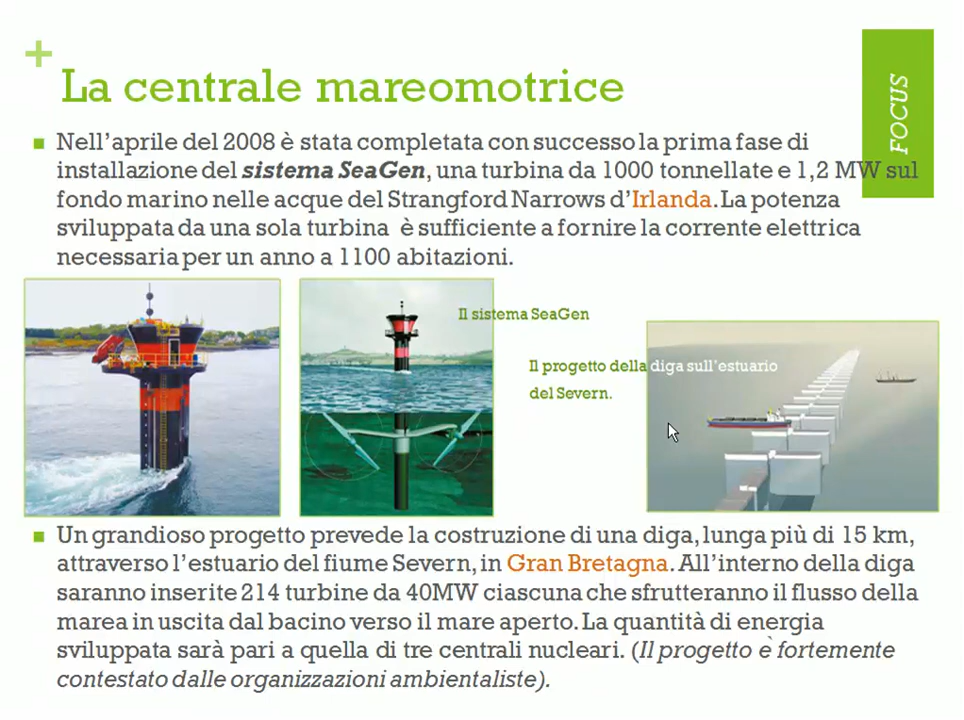 +
La centrale mareomotrice
FOCUS
Nell'aprile del 2008 è stata completata con successo la prima fase di
installazione del sistema SeaGen, una turbina da 1000 tonnellate e 1,2 MW sul
fondo marino nelle acque del Strangford Narrows d'Irlanda. La potenza
sviluppata da una sola turbina è sufficiente a fornire la corrente elettrica
necessaria per un anno a 1100 abitazioni.
Il sistema SeaGen
Il progetto della diga sull'estuario
del Severn.
Un grandioso progetto prevede la costruzione di una diga, lunga più di 15 km,
attraverso l'estuario del fiume Severn, in Gran Bretagna. All'interno della diga
saranno inserite 214 turbine da 40MW ciascuna che sfrutteranno il flusso della
marea in uscita dal bacino verso il mare aperto. La quantità di energia
sviluppata sarà pari a quella di tre centrali nucleari. (Il progetto è fortemente
contestato dalle organizzazioni ambientaliste).